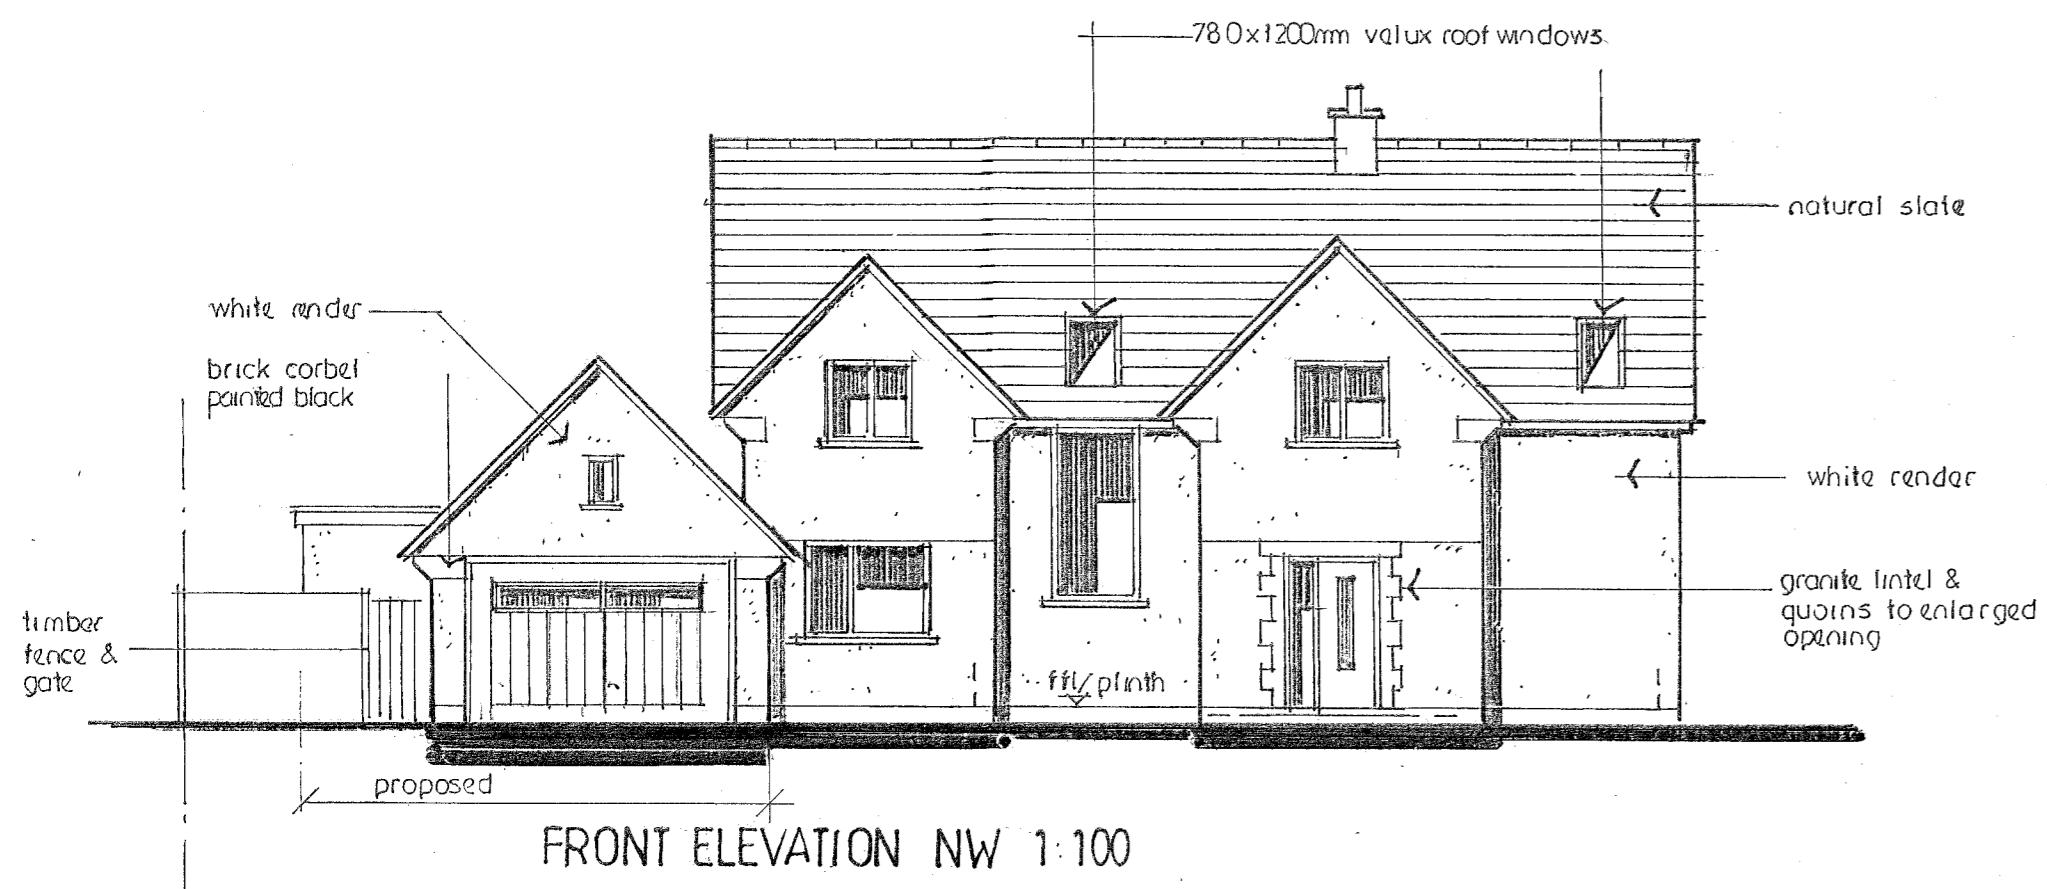 780x1200mm velux roof windows
natural slate
white render
brick corbel
painted black
white render
granite lintel &
quoins to enlarged
opening
timber
fence &
gate
ffl/plinth
proposed
FRONT ELEVATION NW 1:100